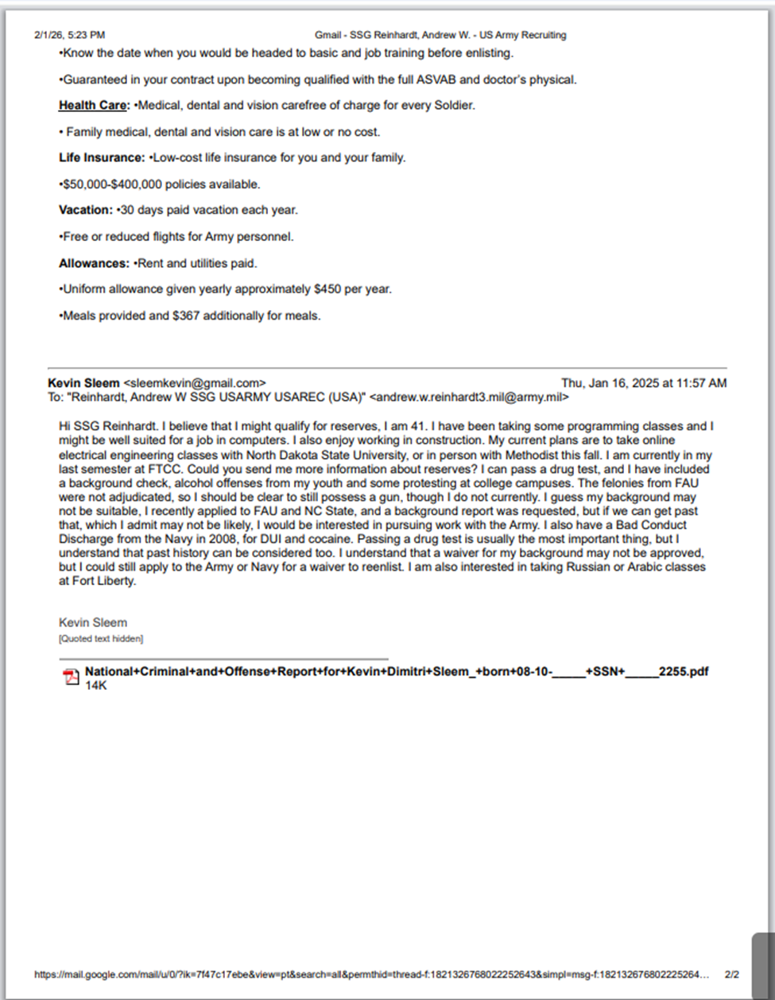 2/1/26, 5:23 PM Gmail - SSG Reinhardt, Andrew W. - US Army Recruiting
•Know the date when you would be headed to basic and job training before enlisting.
•Guaranteed in your contract upon becoming qualified with the full ASVAB and doctor's physical.
Health Care: •Medical, dental and vision carefree of charge for every Soldier.
• Family medical, dental and vision care is at low or no cost.
Life Insurance: •Low-cost life insurance for you and your family.
•$50,000-$400,000 policies available.
Vacation: •30 days paid vacation each year.
•Free or reduced flights for Army personnel.
Allowances: •Rent and utilities paid.
•Uniform allowance given yearly approximately $450 per year.
•Meals provided and $367 additionally for meals.
Kevin Sleem <sleemkevin@gmail.com> Thu, Jan 16, 2025 at 11:57 AM
To: "Reinhardt, Andrew W SSG USARMY USAREC (USA)" <andrew.w.reinhardt3.mil@army.mil>
Hi SSG Reinhardt. I believe that I might qualify for reserves, I am 41. I have been taking some programming classes and I
might be well suited for a job in computers. I also enjoy working in construction. My current plans are to take online
electrical engineering classes with North Dakota State University, or in person with Methodist this fall. I am currently in my
last semester at FTCC. Could you send me more information about reserves? I can pass a drug test, and I have included
a background check, alcohol offenses from my youth and some protesting at college campuses. The felonies from FAU
were not adjudicated, so I should be clear to still possess a gun, though I do not currently. I guess my background may
not be suitable, I recently applied to FAU and NC State, and a background report was requested, but if we can get past
that, which I admit may not be likely, I would be interested in pursuing work with the Army. I also have a Bad Conduct
Discharge from the Navy in 2008, for DUI and cocaine. Passing a drug test is usually the most important thing, but I
understand that past history can be considered too. I understand that a waiver for my background may not be approved,
but I could still apply to the Army or Navy for a waiver to reenlist. I am also interested in taking Russian or Arabic classes
at Fort Liberty.
Kevin Sleem
[Quoted text hidden]
National+Criminal+and+Offense+Report+for+Kevin+Dimitri+Sleem_+born+08-10-_____+SSN+_____2255.pdf
14K
https://mail.google.com/mail/u/0/?ik=7f47c17ebe&view=pt&search=all&permthid=thread-f:1821326768022252643&simpl=msg-f:182132676802225264… 2/2